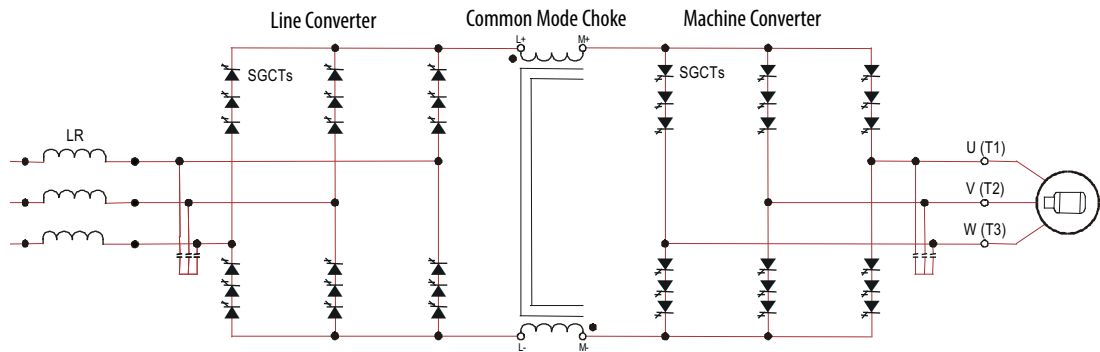 Line Converter
Common Mode Choke
Machine Converter
L+
M+
SGCTs
SGCTs
LR
U (T1)
V (T2)
W (T3)
L-
M-